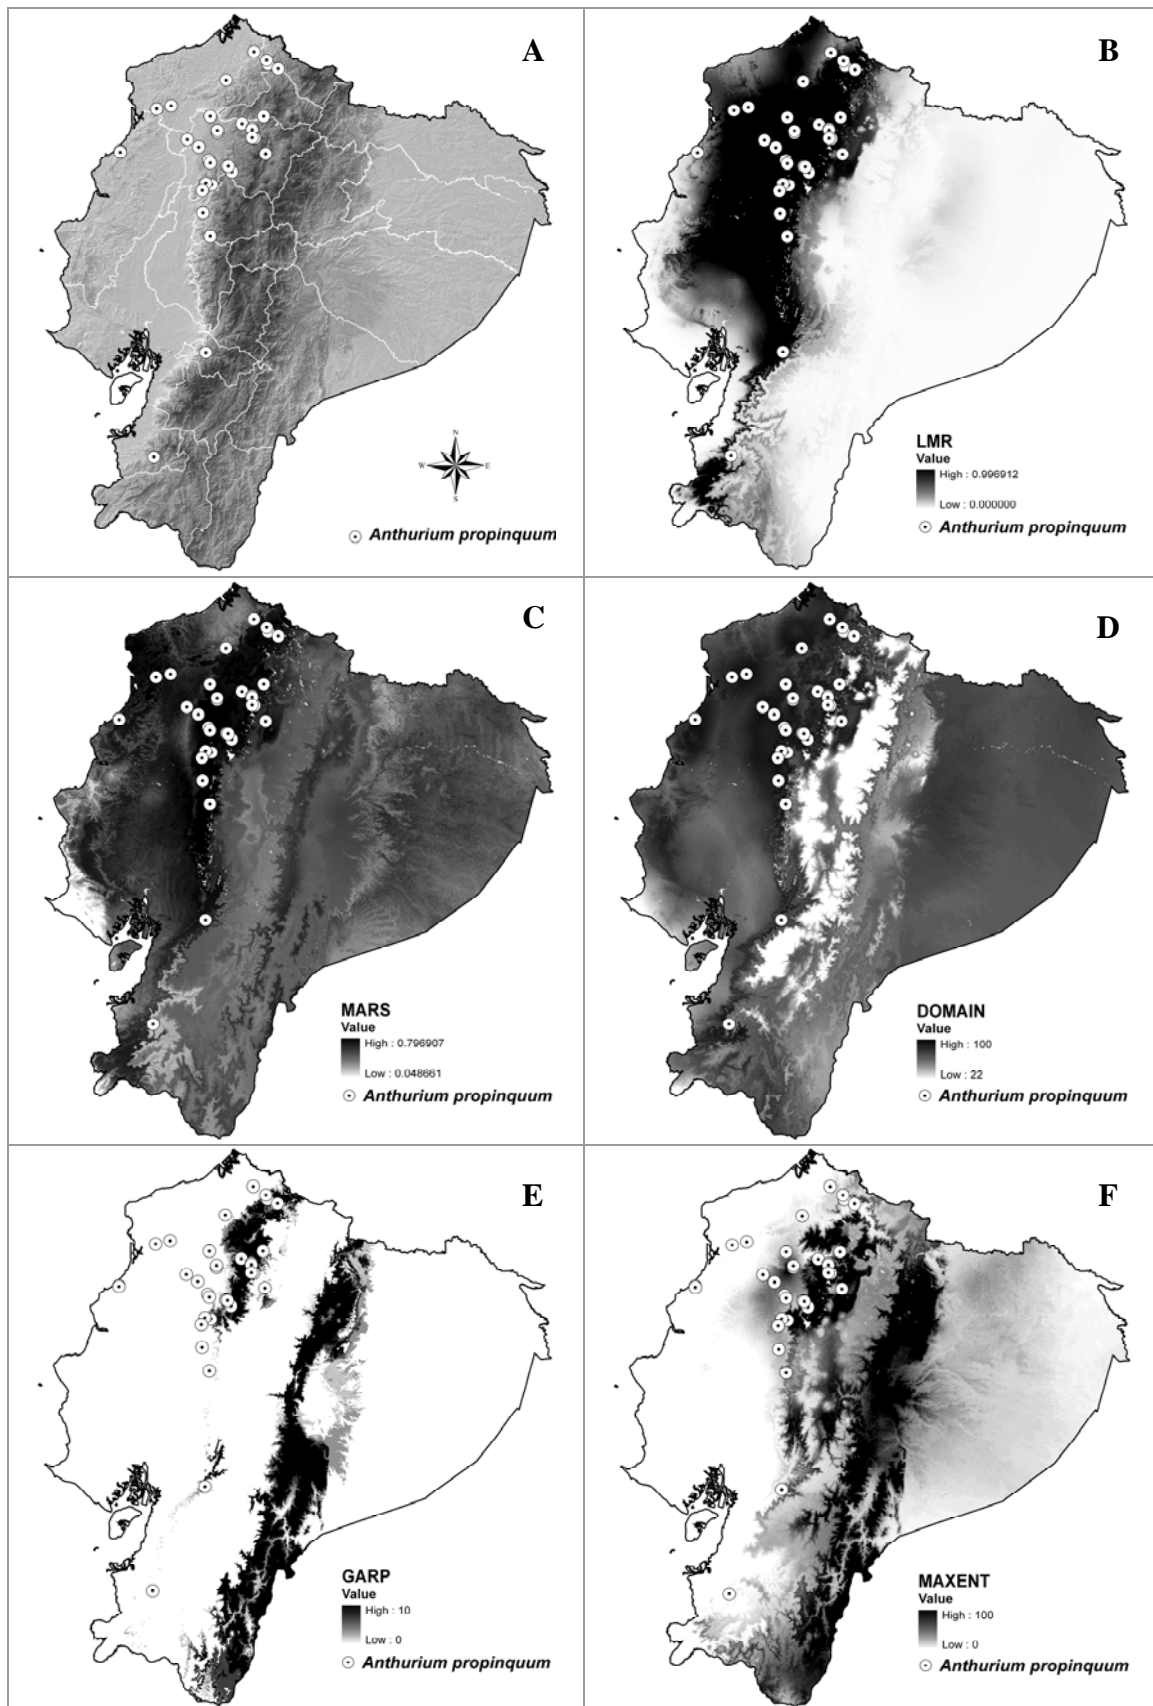 A
N
W
E
S
Anthurium propinquum
B
LMR
Value
High : 0.996912
Low : 0.000000
Anthurium propinquum
C
MARS
Value
High : 0.796907
Low : 0.048661
Anthurium propinquum
D
DOMAIN
Value
High : 100
Low : 22
Anthurium propinquum
E
GARP
Value
High : 10
Low : 0
Anthurium propinquum
F
MAXENT
Value
High : 100
Low : 0
Anthurium propinquum